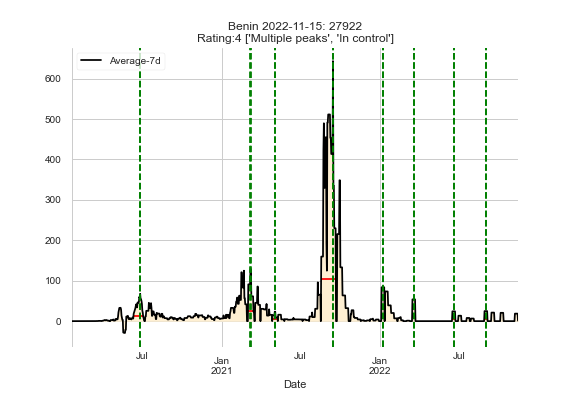 Benin 2022-11-15: 27922
Rating:4 ['Multiple peaks', 'In control']
Average-7d
600
500
400
300
200
100
0
Jul
Jan
2021
Jul
Jan
2022
Jul
Date